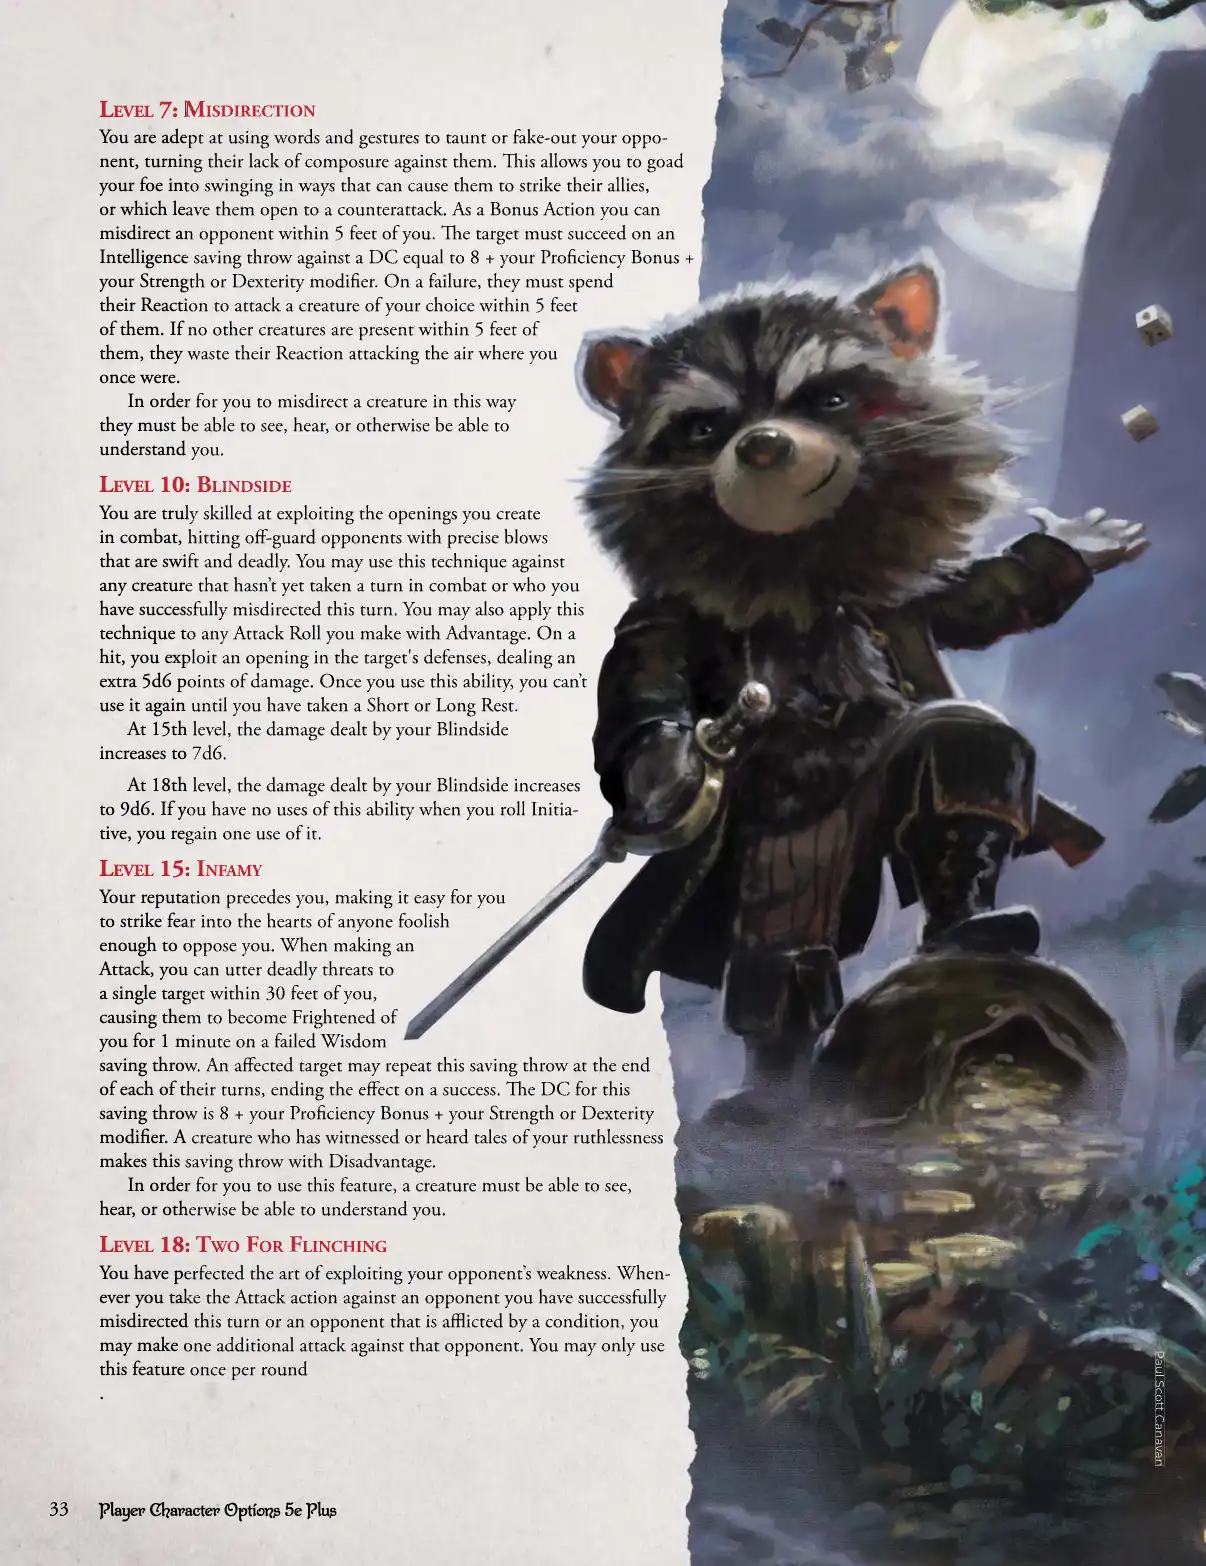 Level 7: Misdirection
You are adept at using words and gestures to taunt or fake-out your oppo-
nent, turning their lack of composure against them. This allows you to goad
your foe into swinging in ways that can cause them to strike their allies,
or which leave them open to a counterattack. As a Bonus Action you can
misdirect an opponent within 5 feet of you. The target must succeed on an
Intelligence saving throw against a DC equal to 8 + your Proficiency Bonus +
your Strength or Dexterity modifier. On a failure, they must spend
their Reaction to attack a creature of your choice within 5 feet
of them. If no other creatures are present within 5 feet of
them, they waste their Reaction attacking the air where you
once were.
In order for you to misdirect a creature in this way
they must be able to see, hear, or otherwise be able to
understand you.
Level 10: Blindside
You are truly skilled at exploiting the openings you create
in combat, hitting off-guard opponents with precise blows
that are swift and deadly. You may use this technique against
any creature that hasn't yet taken a turn in combat or who you
have successfully misdirected this turn. You may also apply this
technique to any Attack Roll you make with Advantage. On a
hit, you exploit an opening in the target's defenses, dealing an
extra 5d6 points of damage. Once you use this ability, you can't
use it again until you have taken a Short or Long Rest.
At 15th level, the damage dealt by your Blindside
increases to 7d6.
At 18th level, the damage dealt by your Blindside increases
to 9d6. If you have no uses of this ability when you roll Initia-
tive, you regain one use of it.
Level 15: Infamy
Your reputation precedes you, making it easy for you
to strike fear into the hearts of anyone foolish
enough to oppose you. When making an
Attack, you can utter deadly threats to
a single target within 30 feet of you,
causing them to become Frightened of
you for 1 minute on a failed Wisdom
saving throw. An affected target may repeat this saving throw at the end
of each of their turns, ending the effect on a success. The DC for this
saving throw is 8 + your Proficiency Bonus + your Strength or Dexterity
modifier. A creature who has witnessed or heard tales of your ruthlessness
makes this saving throw with Disadvantage.
In order for you to use this feature, a creature must be able to see,
hear, or otherwise be able to understand you.
Level 18: Two For Flinching
You have perfected the art of exploiting your opponent's weakness. When-
ever you take the Attack action against an opponent you have successfully
misdirected this turn or an opponent that is afflicted by a condition, you
may make one additional attack against that opponent. You may only use
this feature once per round
.
Paul Scott Canavan
33 Player Character Options 5e Plus